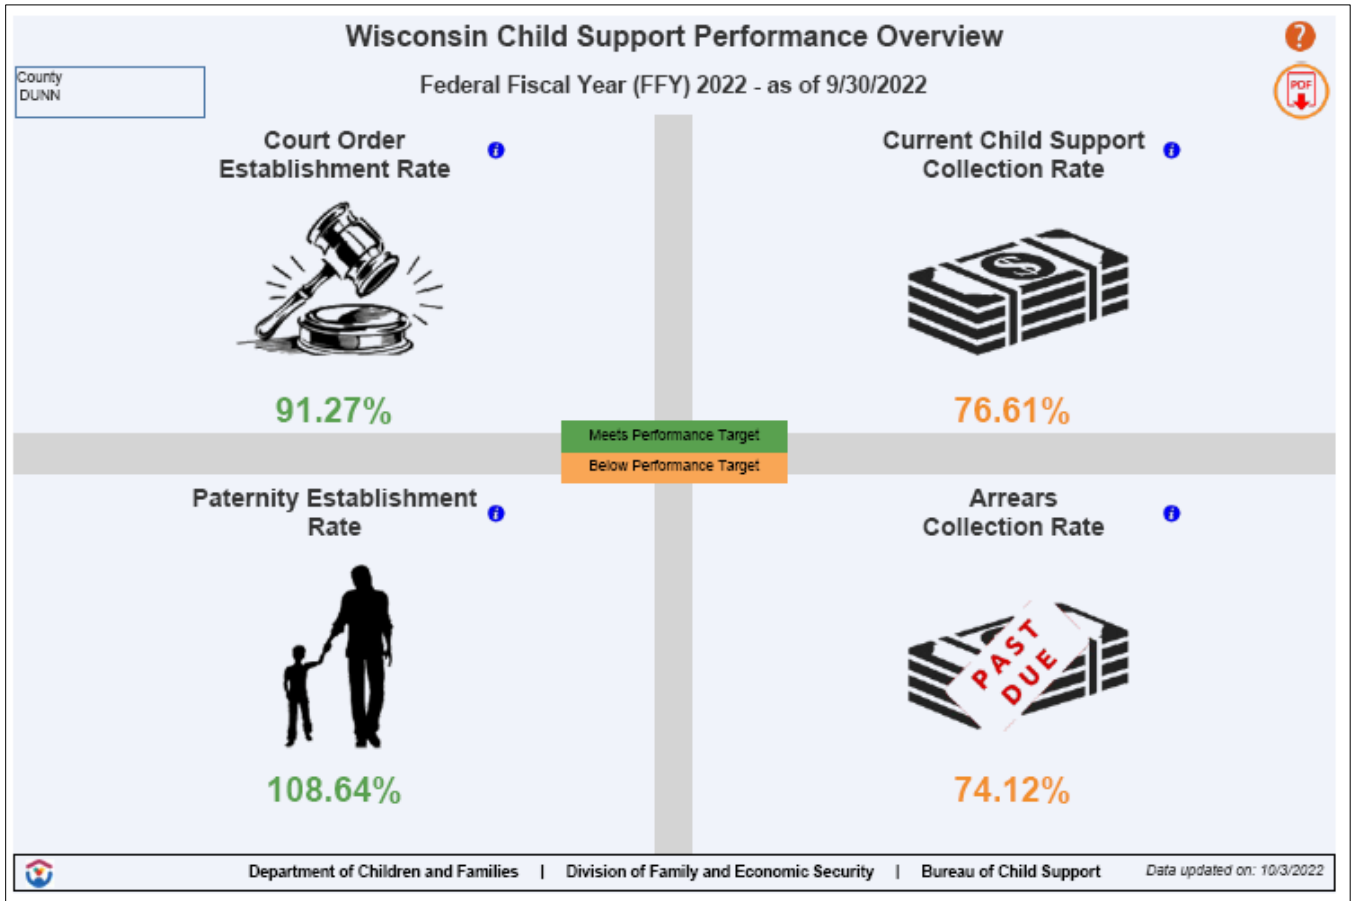 Wisconsin Child Support Performance Overview
?
County
DUNN
Federal Fiscal Year (FFY) 2022 - as of 9/30/2022
PDF
Court Order
Establishment Rate
i
Current Child Support
Collection Rate
i
$
91.27%
76.61%
Meets Performance Target
Below Performance Target
Paternity Establishment
Rate
i
Arrears
Collection Rate
i
PAST
DUE
108.64%
74.12%
Department of Children and Families | Division of Family and Economic Security | Bureau of Child Support Data updated on: 10/3/2022